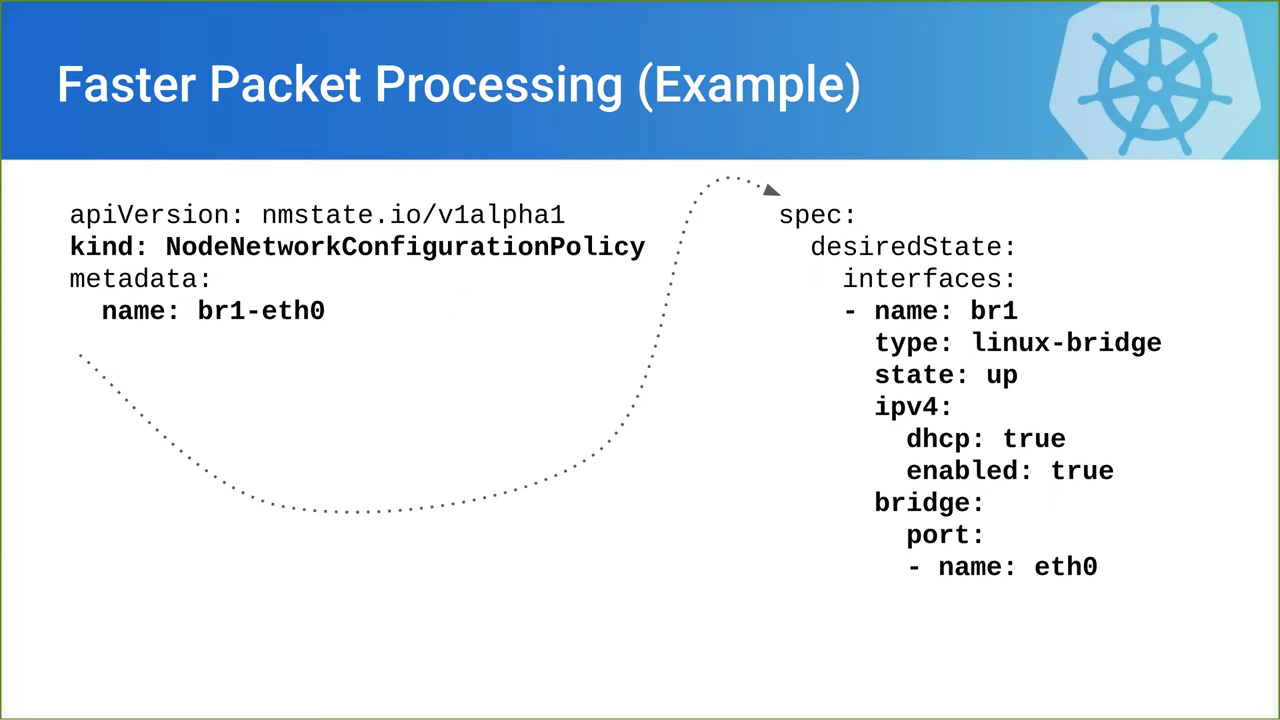 Faster Packet Processing (Example)
apiVersion: nmstate.io/v1alpha1
kind: NodeNetworkConfigurationPolicy
metadata:
  name: br1-eth0
spec:
  desiredState:
    interfaces:
    - name: br1
      type: linux-bridge
      state: up
      ipv4:
        dhcp: true
        enabled: true
      bridge:
        port:
        - name: eth0